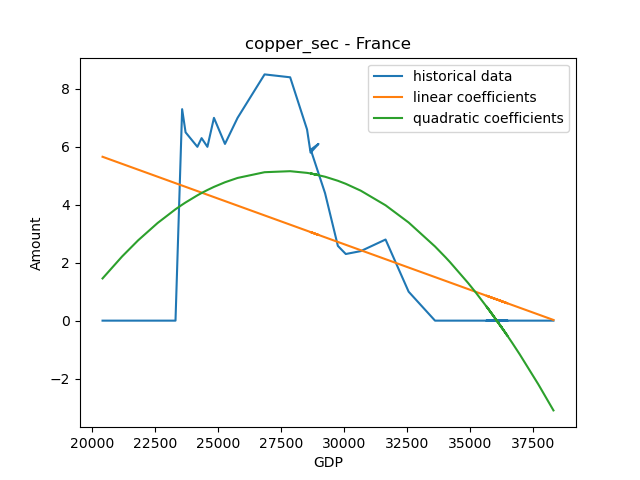 copper_sec - France
historical data
linear coefficients
quadratic coefficients
8
6
4
2
0
−2
Amount
20000 22500 25000 27500 30000 32500 35000 37500
GDP